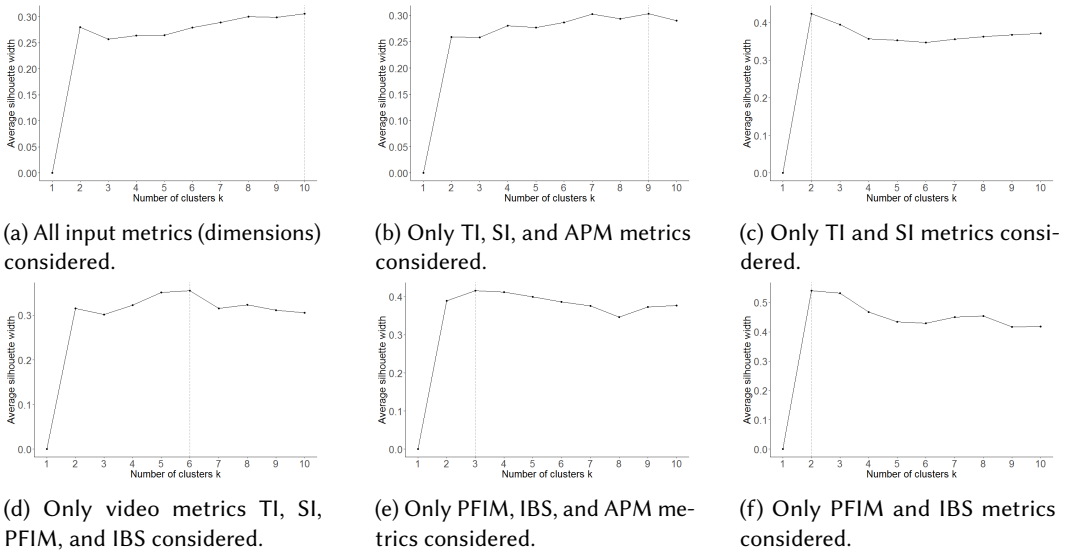 Average silhouette width
0.30
0.25
0.20
0.15
0.10
0.05
0.00
1 2 3 4 5 6 7 8 9 10
Number of clusters k
(a) All input metrics (dimensions)
considered.
Average silhouette width
0.30
0.25
0.20
0.15
0.10
0.05
0.00
1 2 3 4 5 6 7 8 9 10
Number of clusters k
(b) Only TI, SI, and APM metrics
considered.
Average silhouette width
0.4
0.3
0.2
0.1
0.0
1 2 3 4 5 6 7 8 9 10
Number of clusters k
(c) Only TI and SI metrics consi-
dered.
Average silhouette width
0.3
0.2
0.1
0.0
1 2 3 4 5 6 7 8 9 10
Number of clusters k
(d) Only video metrics TI, SI,
PFIM, and IBS considered.
Average silhouette width
0.4
0.3
0.2
0.1
0.0
1 2 3 4 5 6 7 8 9 10
Number of clusters k
(e) Only PFIM, IBS, and APM me-
trics considered.
Average silhouette width
0.5
0.4
0.3
0.2
0.1
0.0
1 2 3 4 5 6 7 8 9 10
Number of clusters k
(f) Only PFIM and IBS metrics
considered.